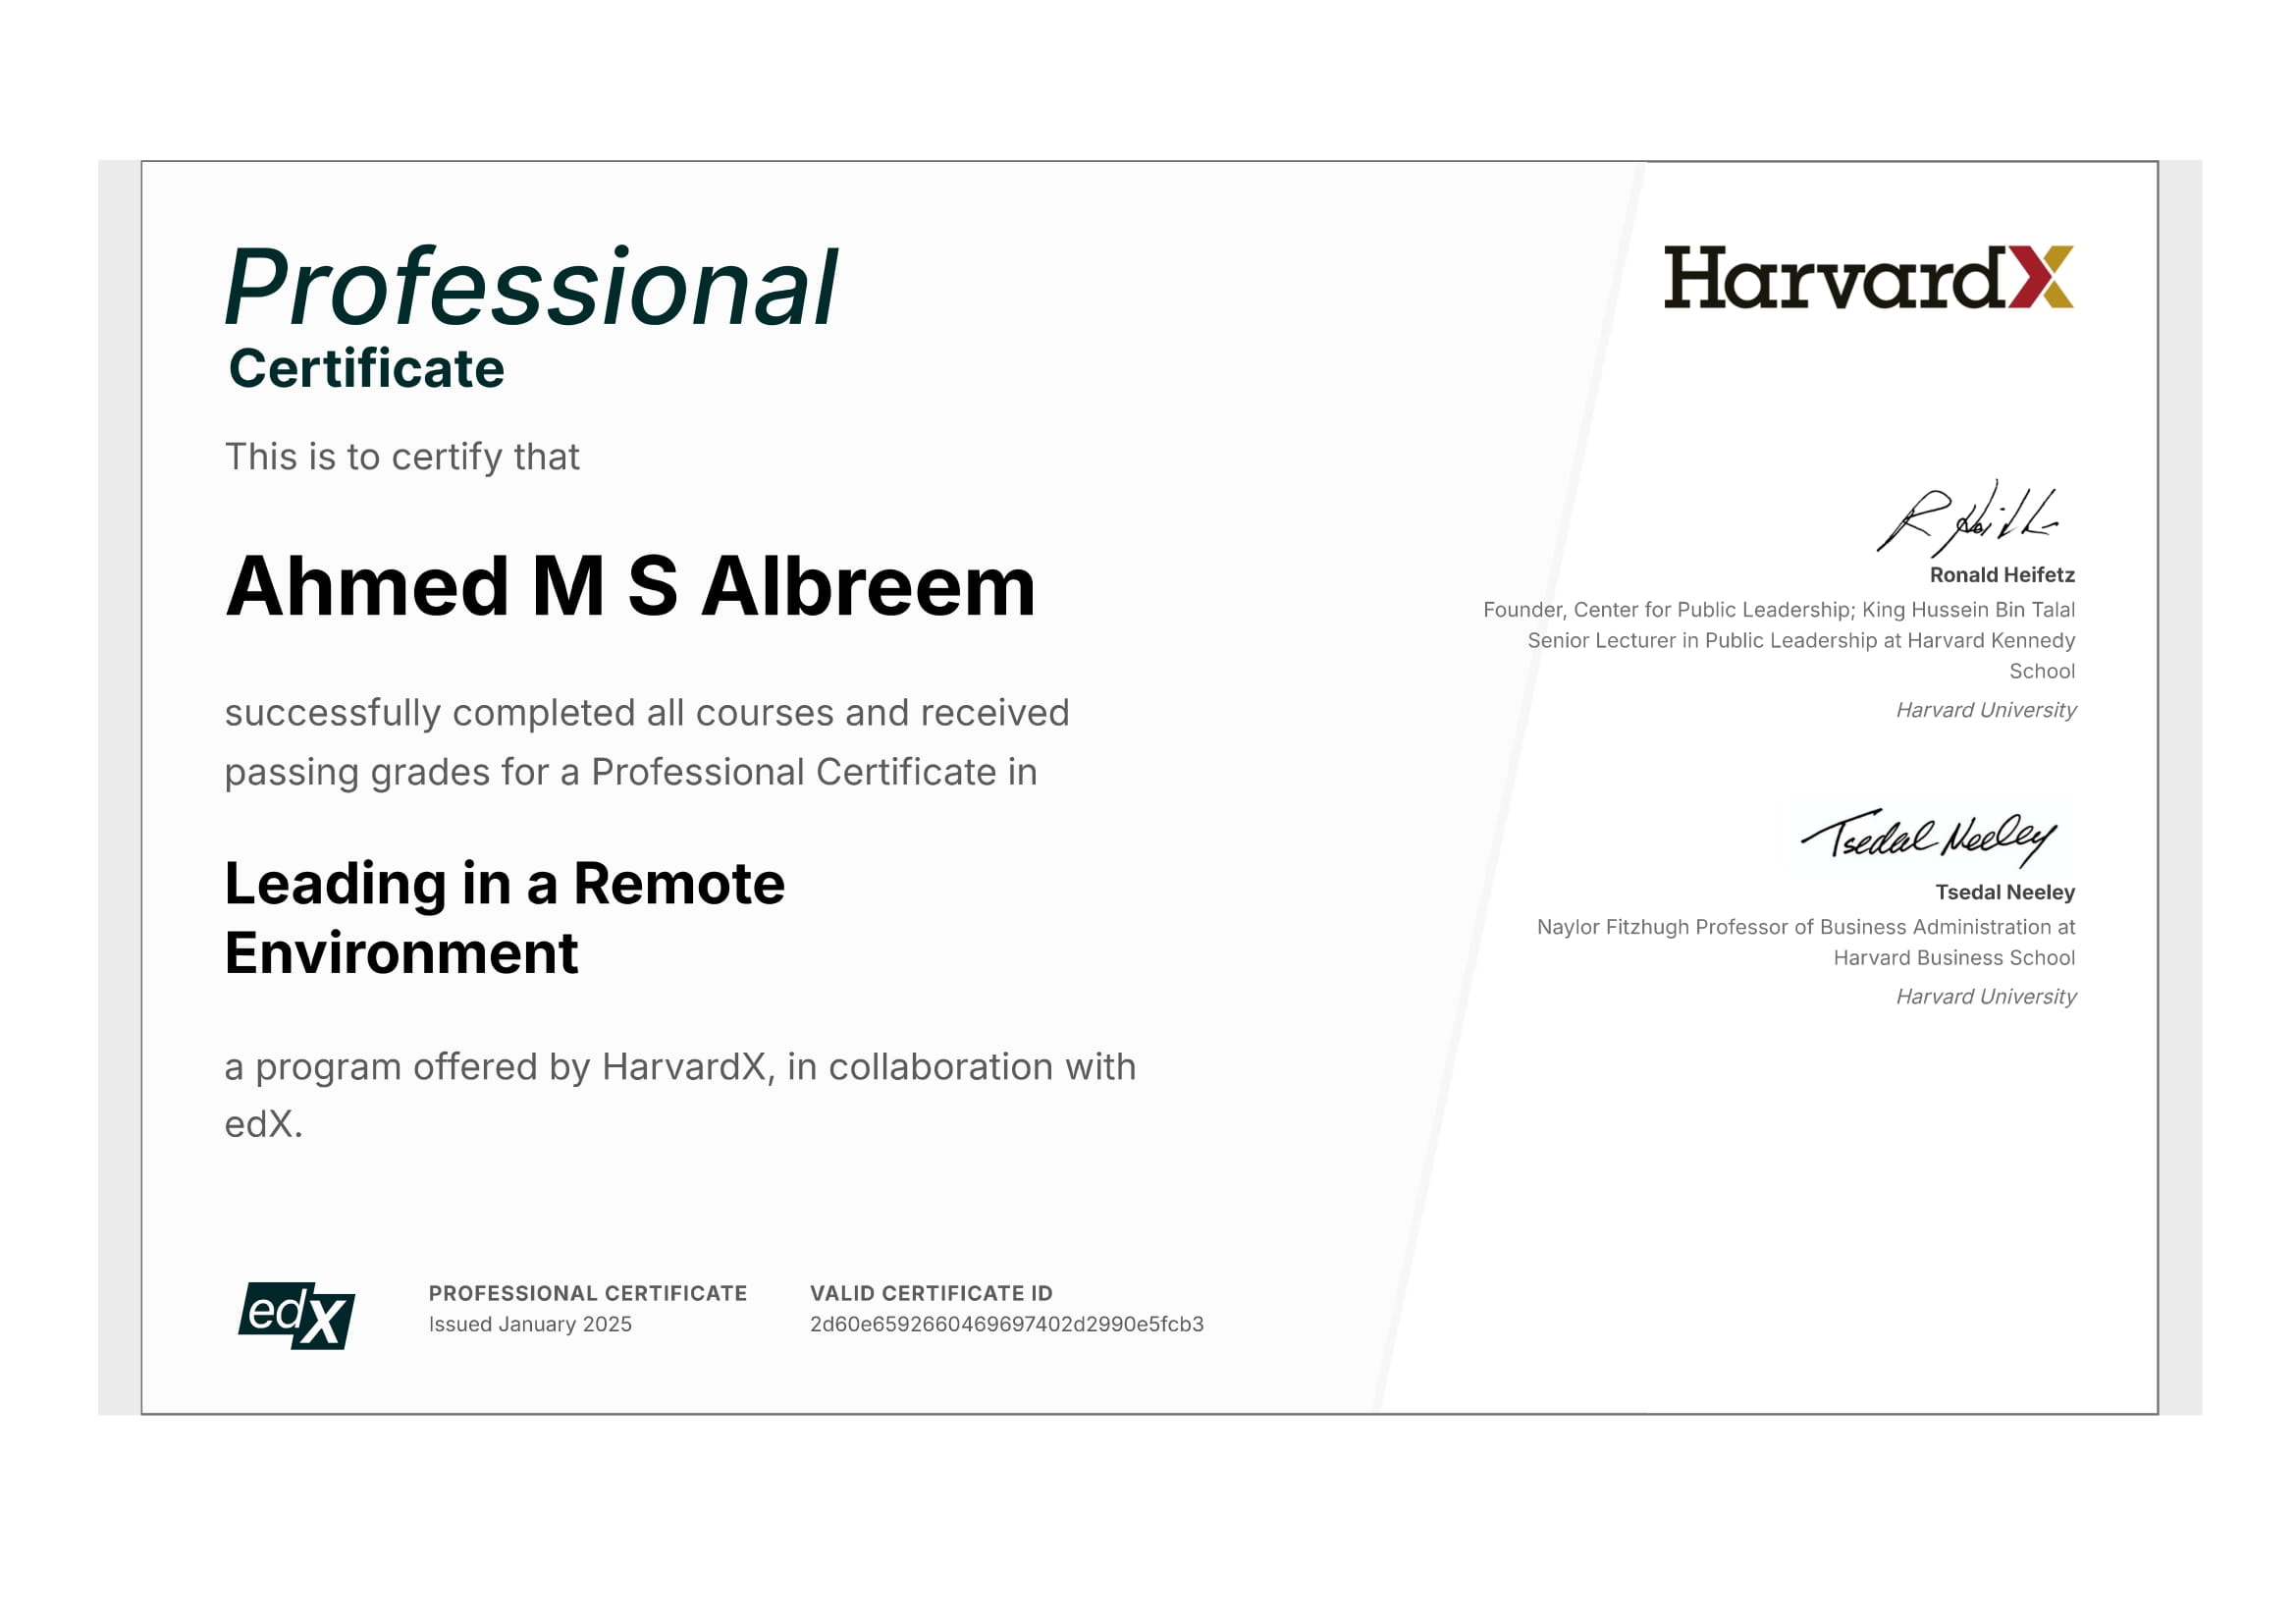 Professional
Certificate
This is to certify that
Ahmed M S Albreem
successfully completed all courses and received
passing grades for a Professional Certificate in
Leading in a Remote
Environment
a program offered by HarvardX, in collaboration with
edX.
edX
PROFESSIONAL CERTIFICATE
Issued January 2025
VALID CERTIFICATE ID
2d60e6592660469697402d2990e5fcb3
HarvardX
R Heifetz
Ronald Heifetz
Founder, Center for Public Leadership; King Hussein Bin Talal
Senior Lecturer in Public Leadership at Harvard Kennedy
School
Harvard University
Tsedal Neeley
Tsedal Neeley
Naylor Fitzhugh Professor of Business Administration at
Harvard Business School
Harvard University